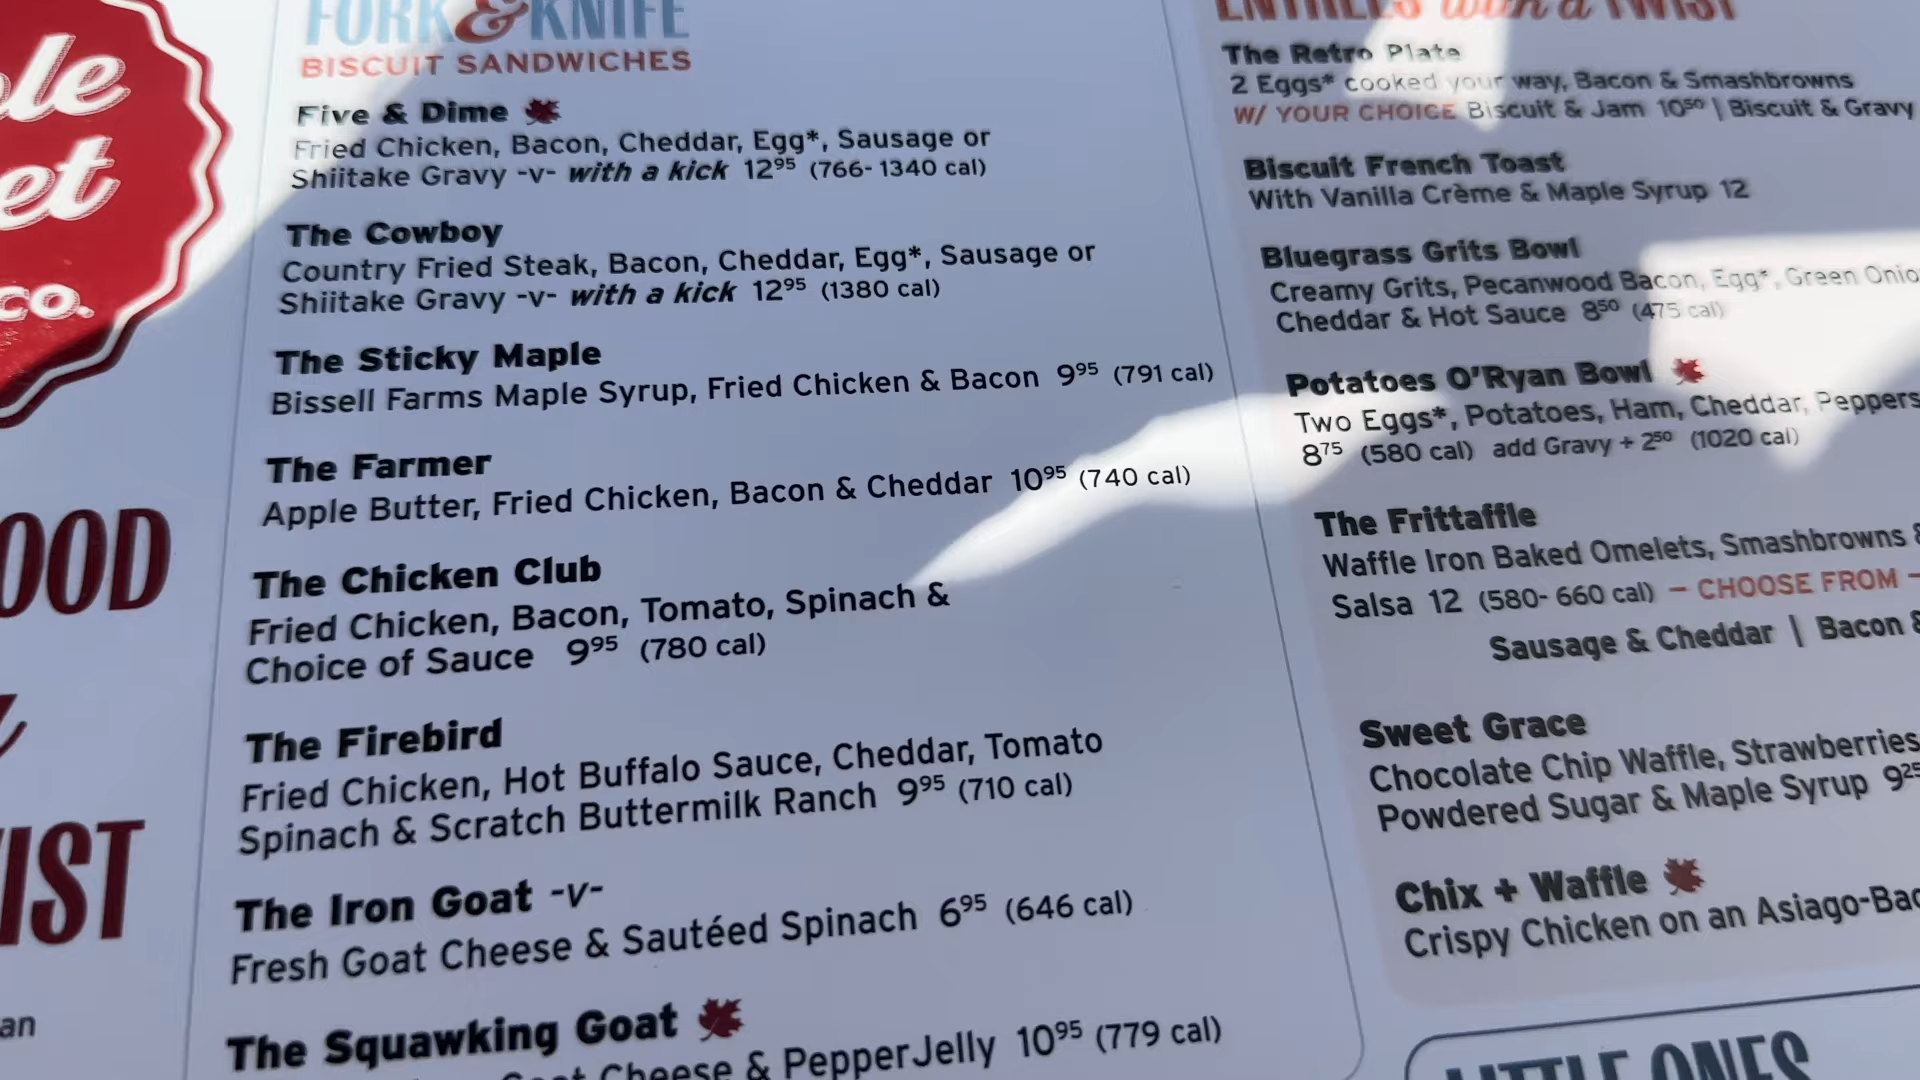 FORK & KNIFE
BISCUIT SANDWICHES
Five & Dime
Fried Chicken, Bacon, Cheddar, Egg*, Sausage or
Shiitake Gravy -v- with a kick 12⁹⁵ (766- 1340 cal)
The Cowboy
Country Fried Steak, Bacon, Cheddar, Egg*, Sausage or
Shiitake Gravy -v- with a kick 12⁹⁵ (1380 cal)
The Sticky Maple
Bissell Farms Maple Syrup, Fried Chicken & Bacon 9⁹⁵ (791 cal)
The Farmer
Apple Butter, Fried Chicken, Bacon & Cheddar 10⁹⁵ (740 cal)
The Chicken Club
Fried Chicken, Bacon, Tomato, Spinach &
Choice of Sauce 9⁹⁵ (780 cal)
The Firebird
Fried Chicken, Hot Buffalo Sauce, Cheddar, Tomato
Spinach & Scratch Buttermilk Ranch 9⁹⁵ (710 cal)
The Iron Goat -v-
Fresh Goat Cheese & Sautéed Spinach 6⁹⁵ (646 cal)
The Squawking Goat
Goat Cheese & PepperJelly 10⁹⁵ (779 cal)
ENTREES with a TWIST
The Retro Plate
2 Eggs* cooked your way, Bacon & Smashbrowns
W/ YOUR CHOICE Biscuit & Jam 10⁵⁰ | Biscuit & Gravy
Biscuit French Toast
With Vanilla Crème & Maple Syrup 12
Bluegrass Grits Bowl
Creamy Grits, Pecanwood Bacon, Egg*, Green Onio
Cheddar & Hot Sauce 8⁵⁰ (475 cal)
Potatoes O'Ryan Bowl
Two Eggs*, Potatoes, Ham, Cheddar, Peppers
8⁷⁵ (580 cal) add Gravy + 2⁵⁰ (1020 cal)
The Frittaffle
Waffle Iron Baked Omelets, Smashbrowns &
Salsa 12 (580- 660 cal) – CHOOSE FROM –
Sausage & Cheddar | Bacon &
Sweet Grace
Chocolate Chip Waffle, Strawberries
Powdered Sugar & Maple Syrup 9²⁵
Chix + Waffle
Crispy Chicken on an Asiago-Bac
LITTLE ONES
le
et
CO.
OOD
IST
an